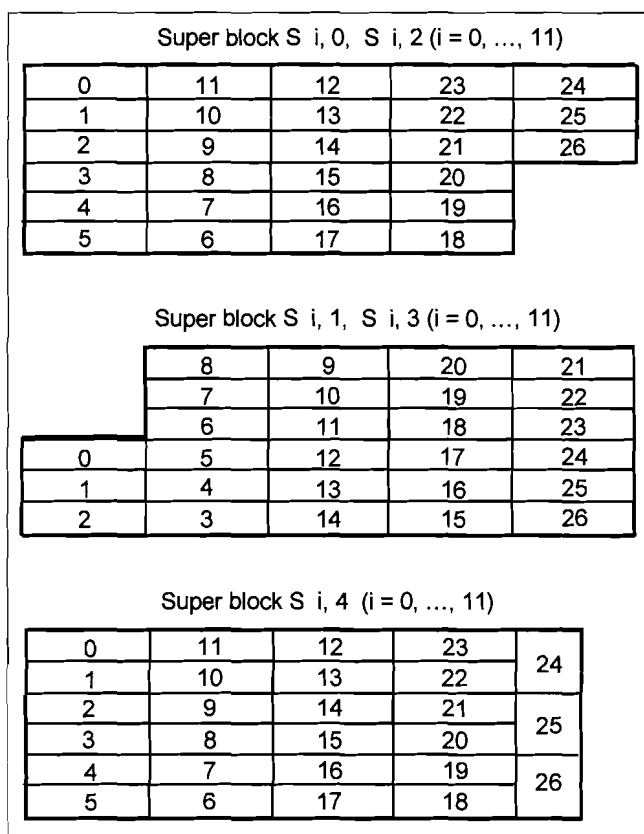 Super block S i, 0, S i, 2 (i = 0, ..., 11)
0 11 12 23 24
1 10 13 22 25
2 9 14 21 26
3 8 15 20
4 7 16 19
5 6 17 18
Super block S i, 1, S i, 3 (i = 0, ..., 11)
8 9 20 21
7 10 19 22
6 11 18 23
0 5 12 17 24
1 4 13 16 25
2 3 14 15 26
Super block S i, 4 (i = 0, ..., 11)
0 11 12 23
24
1 10 13 22
2 9 14 21
25
3 8 15 20
4 7 16 19
26
5 6 17 18